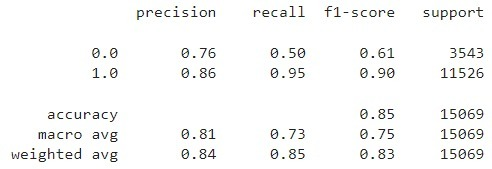 precision recall f1-score support
0.0 0.76 0.50 0.61 3543
1.0 0.86 0.95 0.90 11526
accuracy 0.85 15069
macro avg 0.81 0.73 0.75 15069
weighted avg 0.84 0.85 0.83 15069